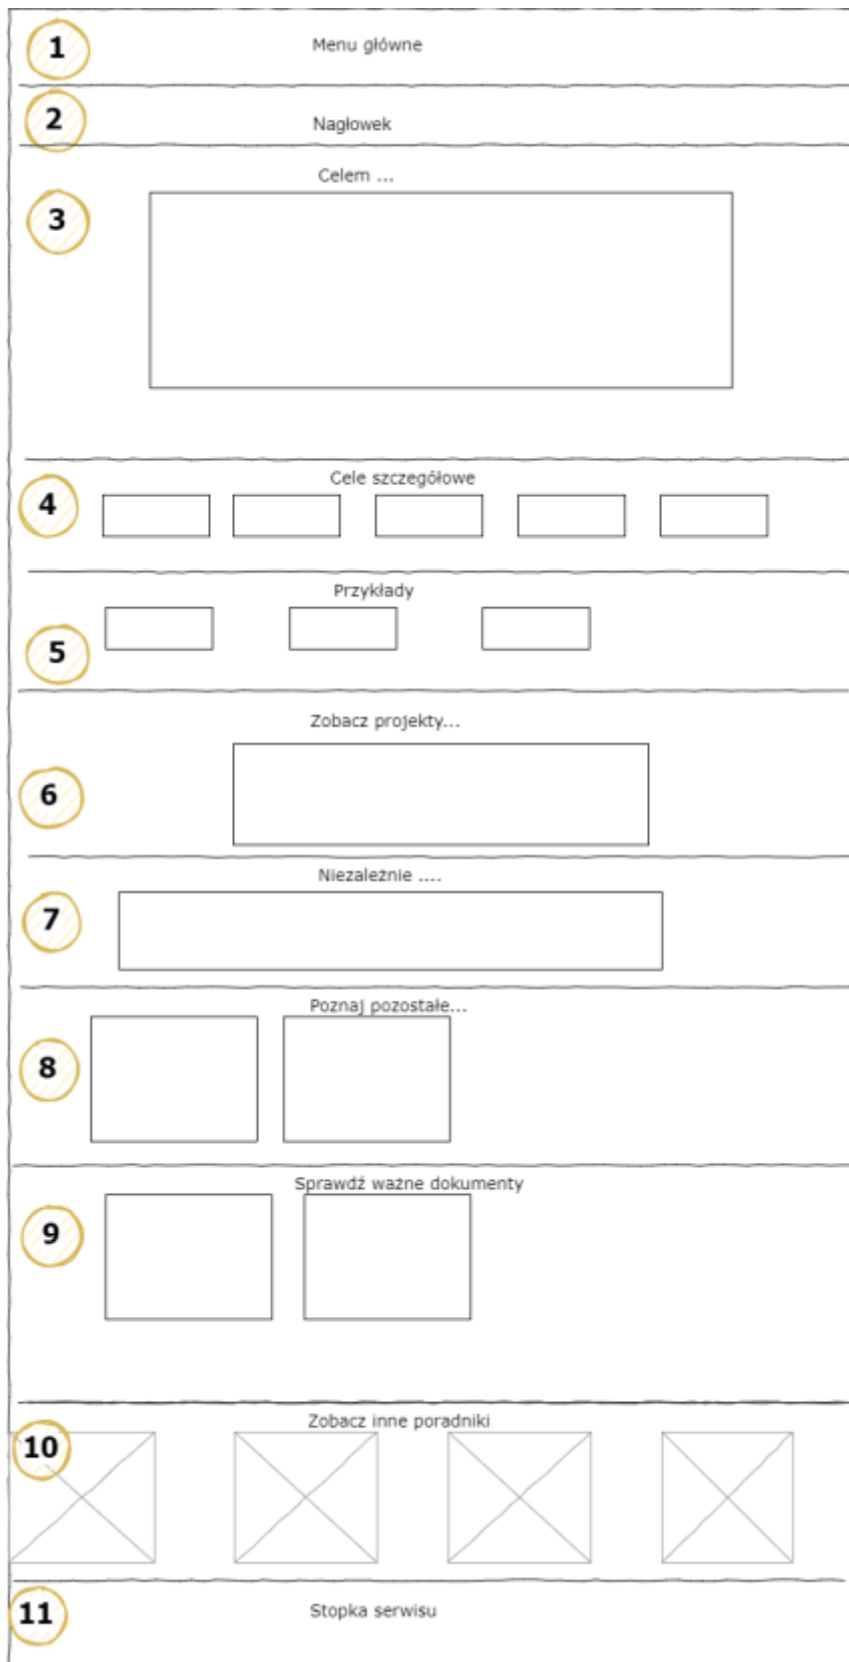 1
Menu główne
2
Nagłowek
Celem ...
3
Cele szczegółowe
4
Przykłady
5
Zobacz projekty...
6
Niezależnie ....
7
Poznaj pozostałe...
8
Sprawdź ważne dokumenty
9
Zobacz inne poradniki
10
11
Stopka serwisu